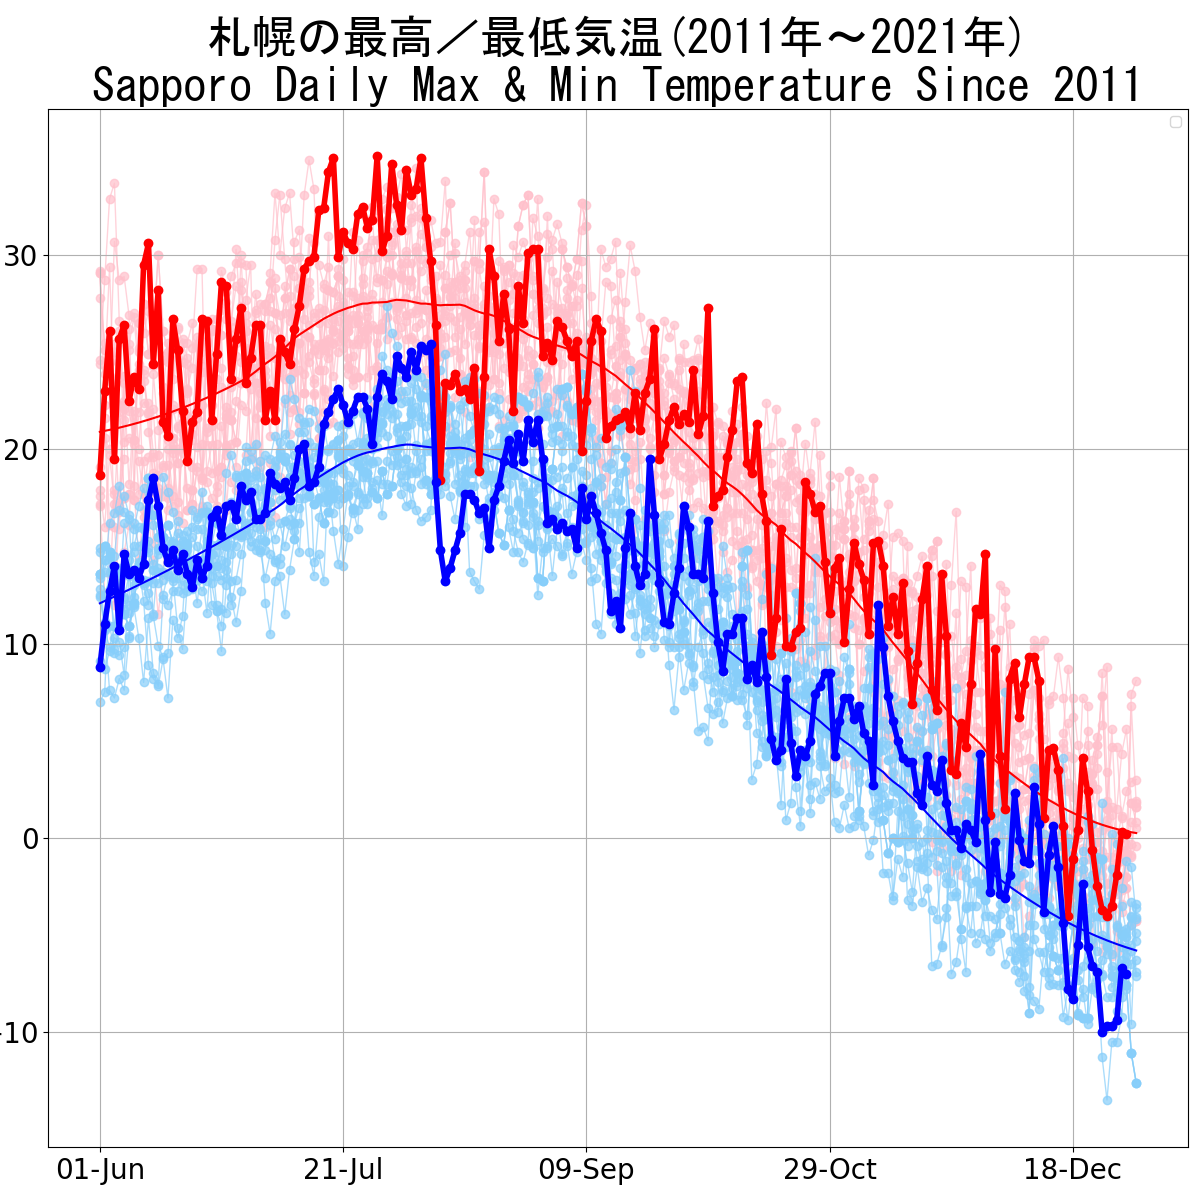 札幌の最高／最低気温(2011年～2021年)
Sapporo Daily Max & Min Temperature Since 2011
30
20
10
0
-10
01-Jun 21-Jul 09-Sep 29-Oct 18-Dec